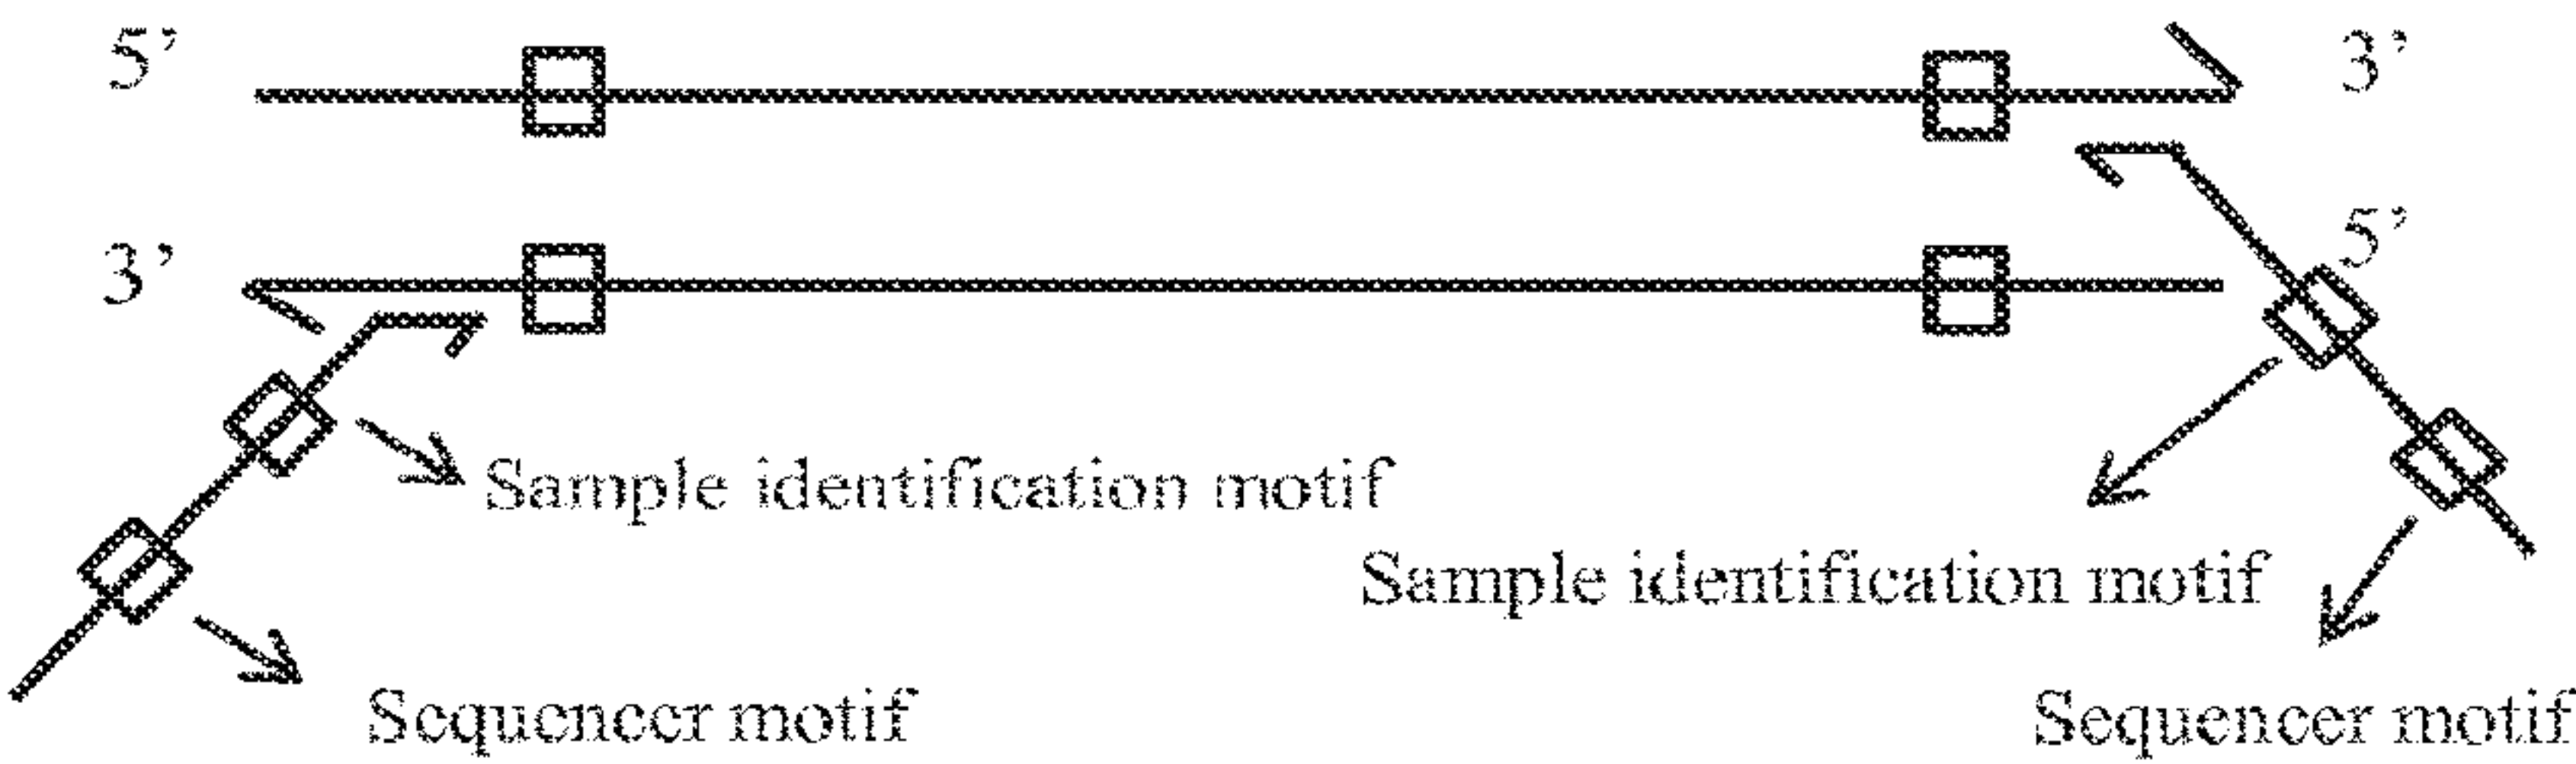 5’
3’
3’
5’
Sample identification motif
Sample identification motif
Sequencer motif
Sequencer motif